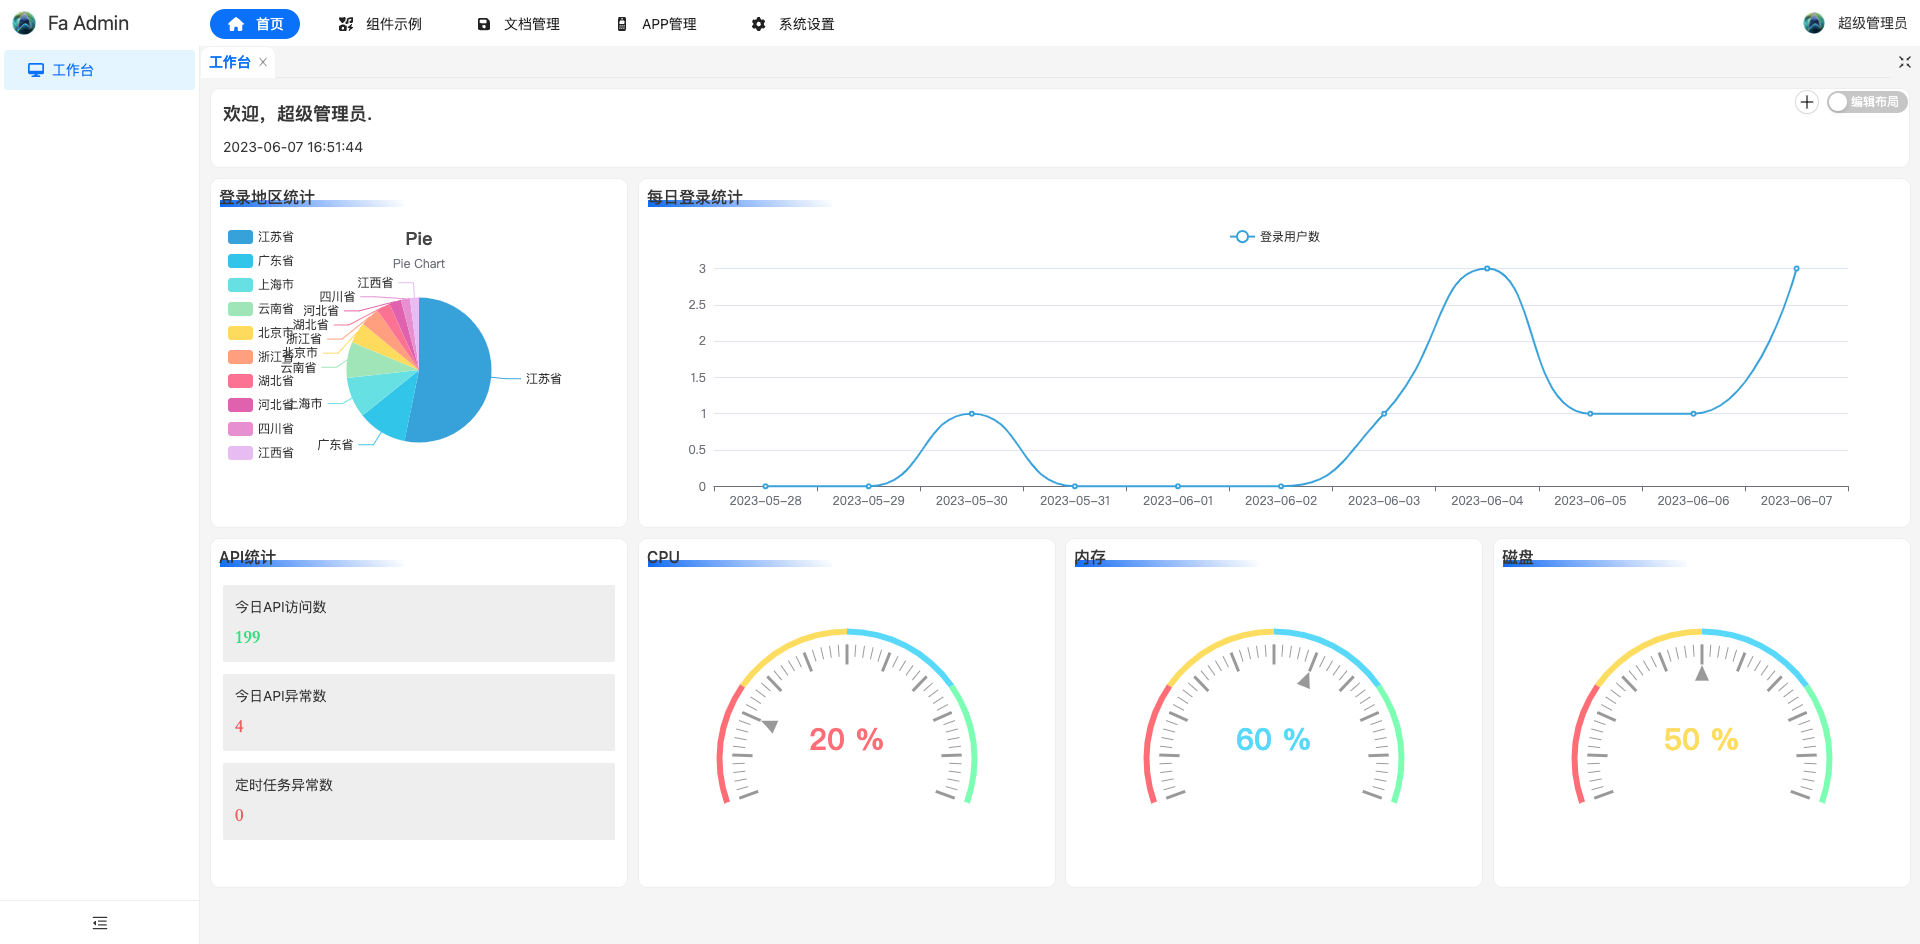 Fa Admin
首页
组件示例
文档管理
APP管理
系统设置
超级管理员
工作台
工作台
欢迎，超级管理员.
2023-06-07 16:51:44
编辑布局
登录地区统计
江苏省
广东省
上海市
云南省
北京市
浙江省
湖北省
河北省
四川省
江西省
Pie
Pie Chart
江西省
四川省
河北省
湖北省
浙江省
北京市
云南省
上海市
广东省
江苏省
每日登录统计
登录用户数
3
2.5
2
1.5
1
0.5
0
2023-05-28 2023-05-29 2023-05-30 2023-05-31 2023-06-01 2023-06-02 2023-06-03 2023-06-04 2023-06-05 2023-06-06 2023-06-07
API统计
今日API访问数
199
今日API异常数
4
定时任务异常数
0
CPU
20 %
内存
60 %
磁盘
50 %